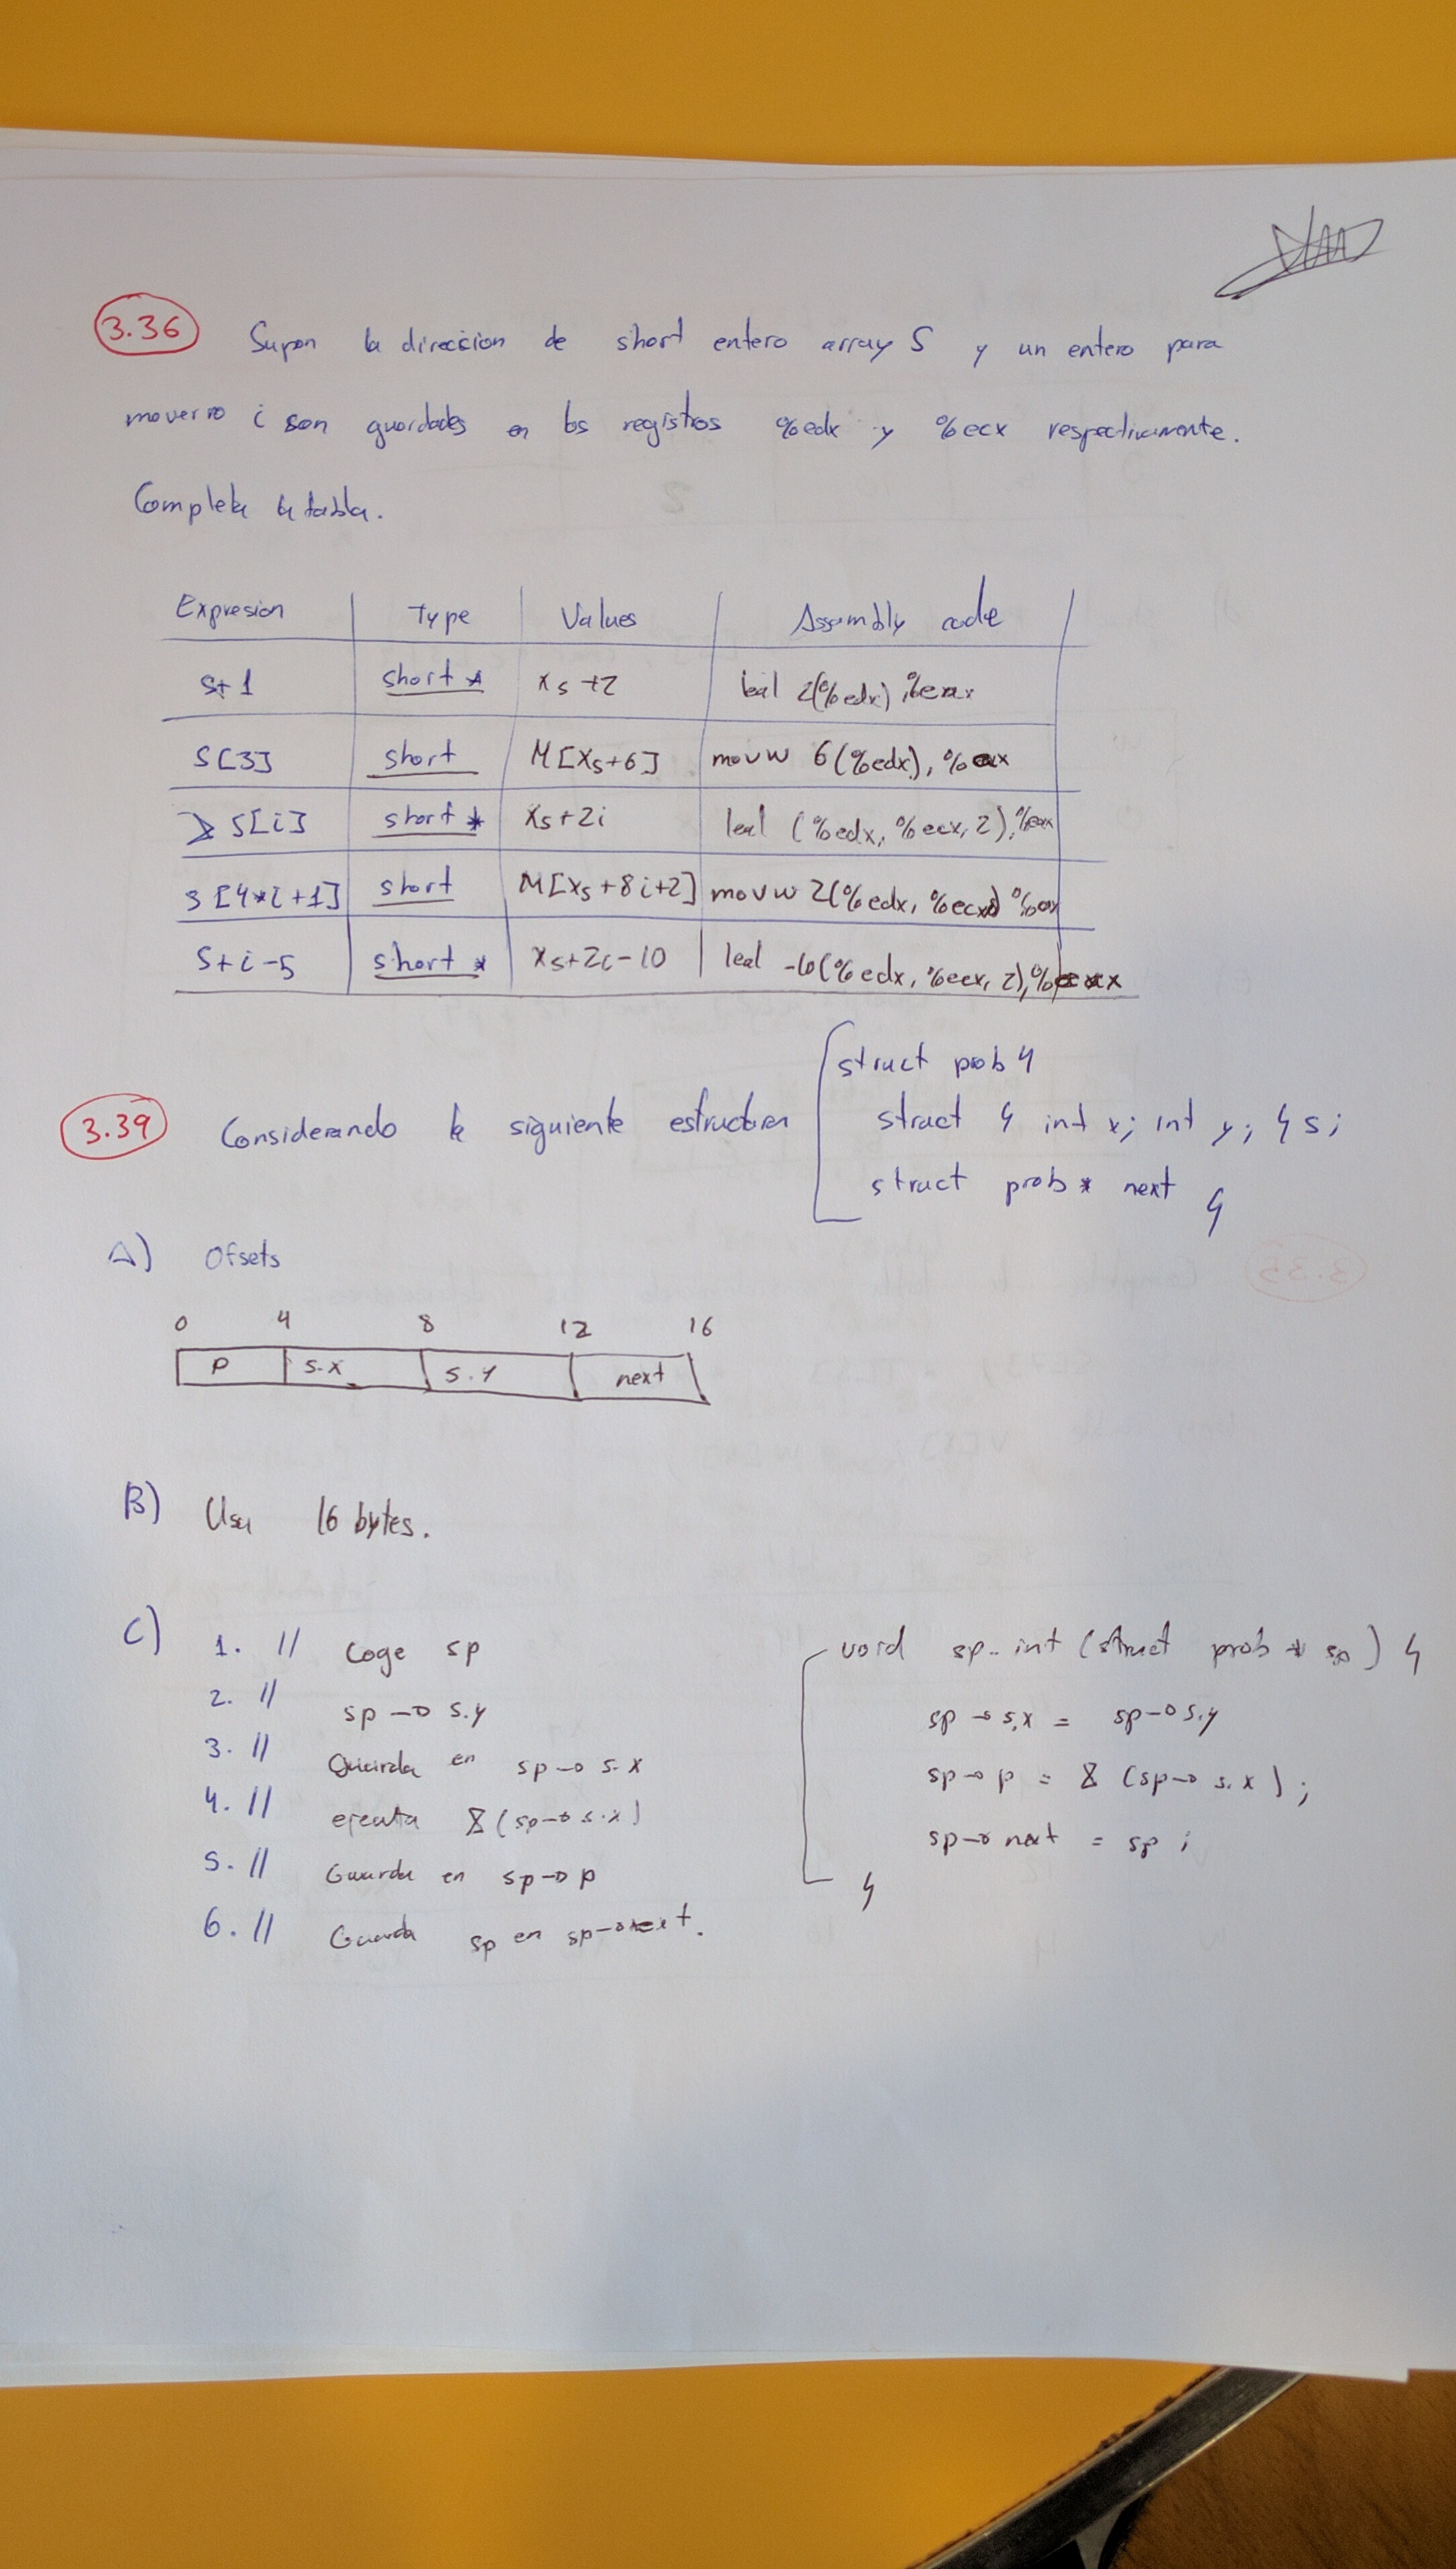 3.36 Supon la direccion de short entero array S y un entero para
moverno i son guardados en los registros %edx y %ecx respectivamente.
Completa la tabla.
Expresion Type Values Assembly code
S+1 short * xs+2 leal 2(%edx),%eax
S[3] short M[Xs+6] movw 6(%edx), %ax
& S[i] short * Xs+2i leal (%edx, %ecx, 2),%eax
S[4*i+1] short M[Xs+8i+2] movw 2(%edx, %ecx,8) %ax
S+i-5 short * Xs+2i-10 leal -10(%edx, %ecx, 2),%eax
3.39 Considerando la siguiente estructura
struct prob {
struct { int x; int y; } s;
struct prob * next }
A) Ofsets
0 4 8 12 16
P s.x s.y next
B) Usa 16 bytes.
C)
1. // Coge sp
2. // sp → s.y
3. // Guarda en sp → s.x
4. // ejecuta &(sp→s.x)
5. // Guarda en sp → p
6. // Guarda sp en sp→next.
void sp_int (struct prob * sp) {
sp → s.x = sp→s.y
sp → p = & (sp→s.x);
sp→next = sp;
}